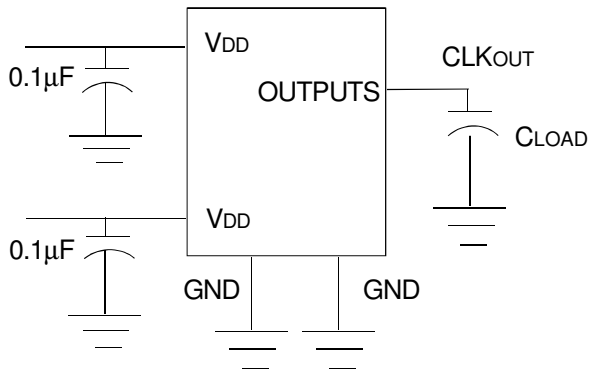 VDD
CLKOUT
0.1µF
OUTPUTS
CLOAD
VDD
0.1µF
GND
GND